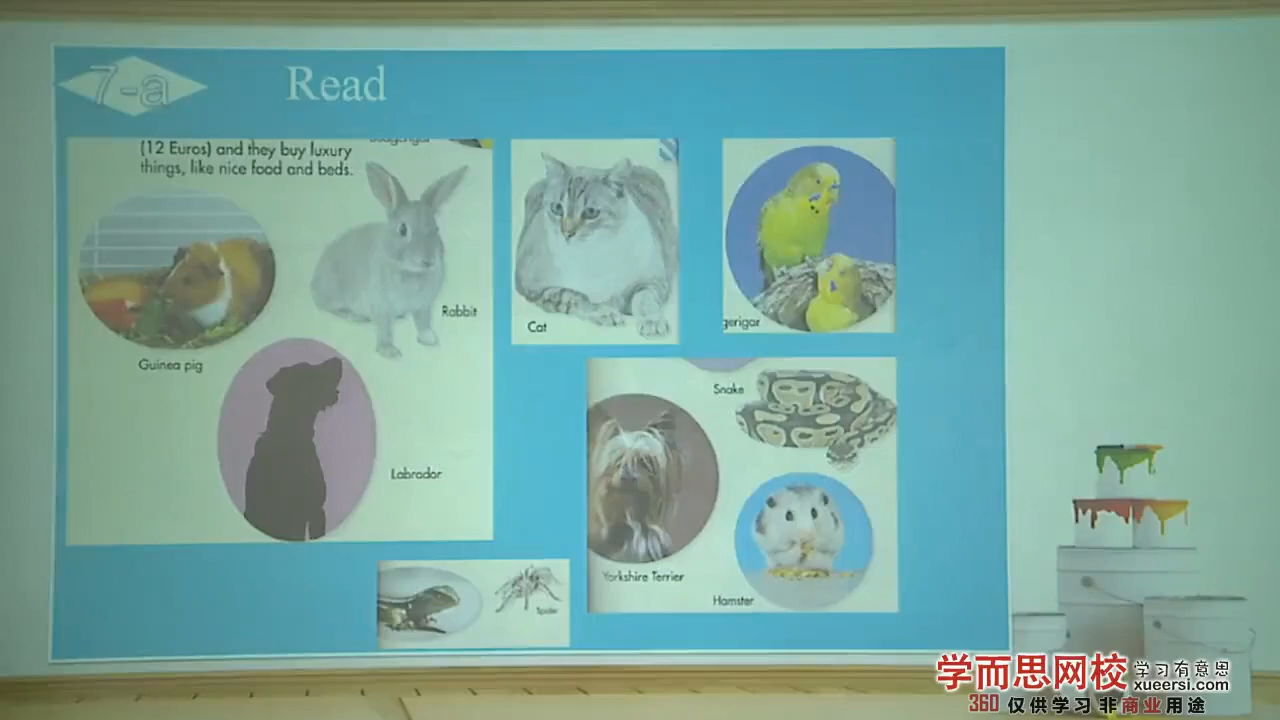 7-a
Read
(12 Euros) and they buy luxury
things, like nice food and beds.
Guinea pig
Rabbit
Labrador
Cat
gerigar
Snake
Yorkshire Terrier
Hamster
Spider
学而思网校 学习有意思
xueersi.com
360 仅供学习 非商业用途